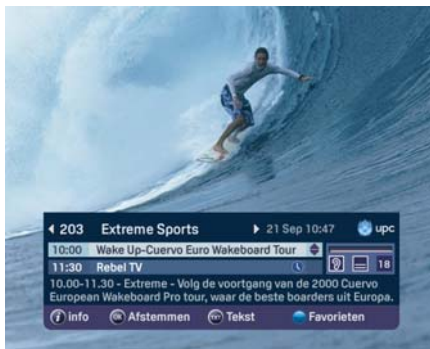 203 Extreme Sports 21 Sep 10:47 upc
10:00 Wake Up-Cuervo Euro Wakeboard Tour
11:30 Rebel TV 18
10.00-11.30 - Extreme - Volg de voortgang van de 2000 Cuervo
European Wakeboard Pro tour, waar de beste boarders uit Europa.
i info OK Afstemmen TXT Tekst Favorieten